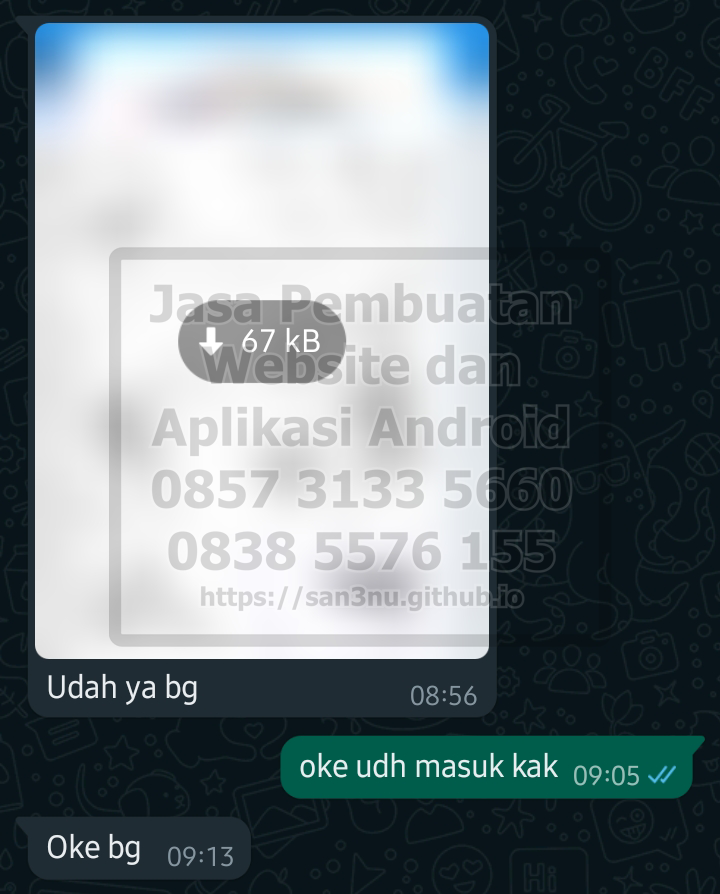 Jasa Pembuatan
67 kB
Website dan
Aplikasi Android
0857 3133 5660
0838 5576 155
https://san3nu.github.io
Udah ya bg
08:56
oke udh masuk kak 09:05
Oke bg 09:13